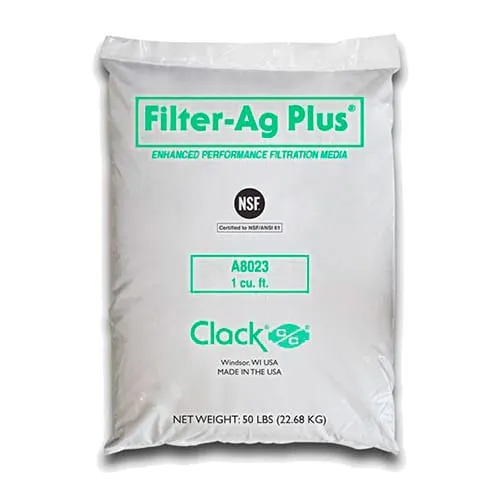 Filter-Ag Plus®
ENHANCED PERFORMANCE FILTRATION MEDIA
NSF®
Certified to NSF/ANSI 61
A8023
1 cu. ft.
Clack® C/C®
Windsor, WI USA
MADE IN THE USA
NET WEIGHT: 50 LBS (22.68 KG)